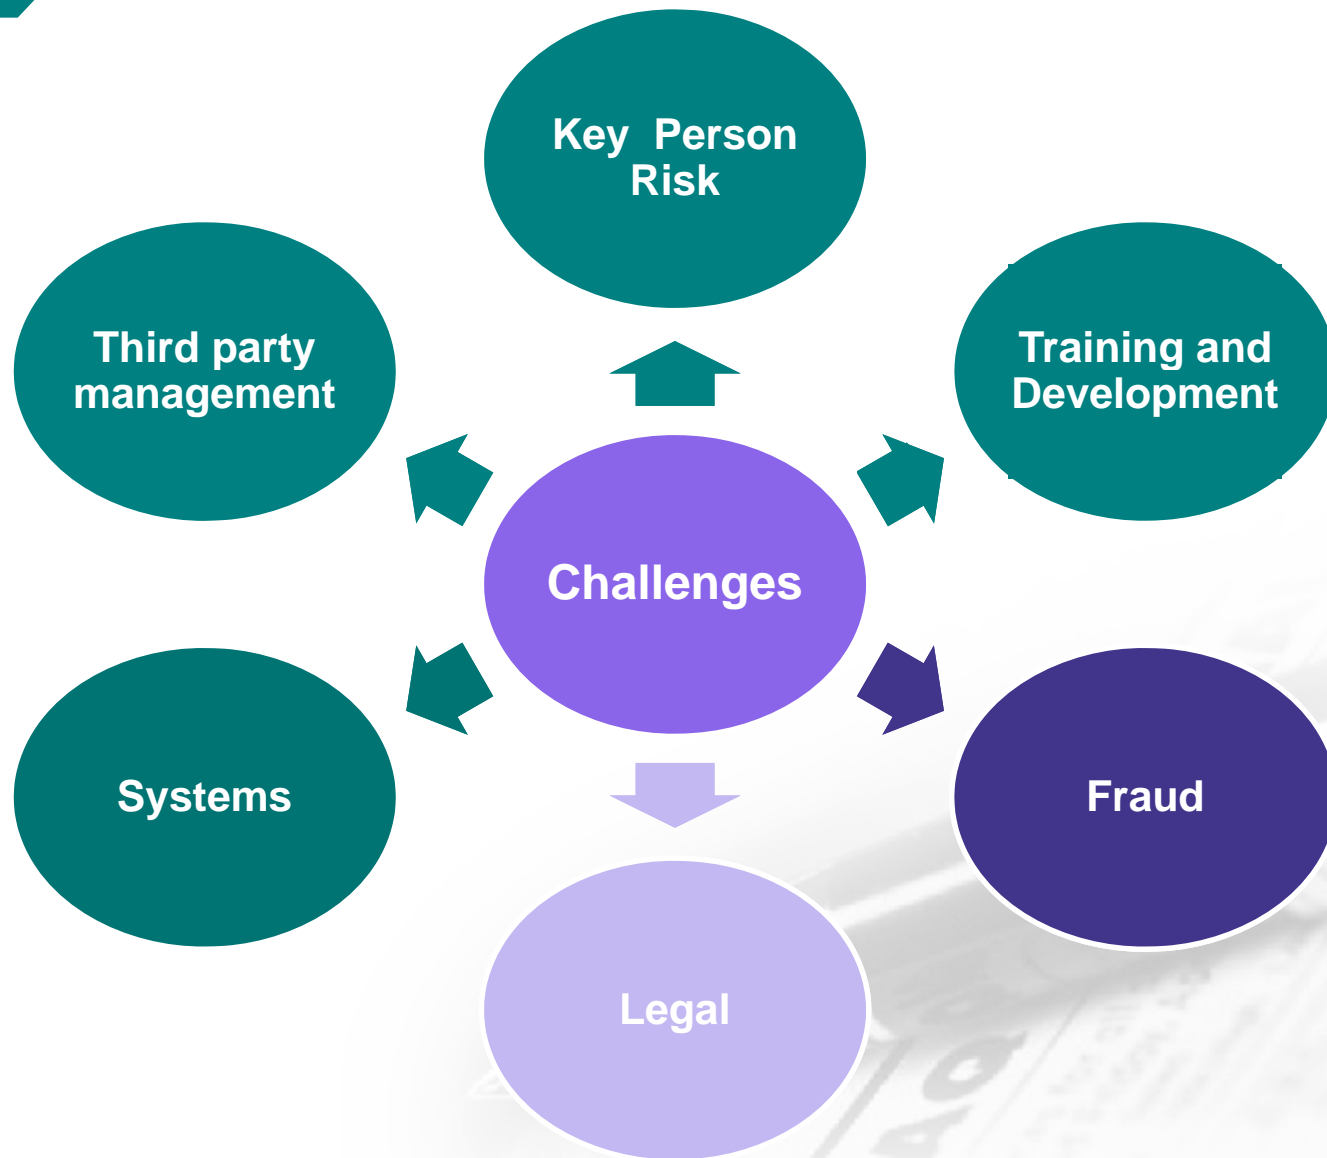 Key  Person
Risk
Third party
management
Training and
Development
Challenges
Systems
Fraud
Legal